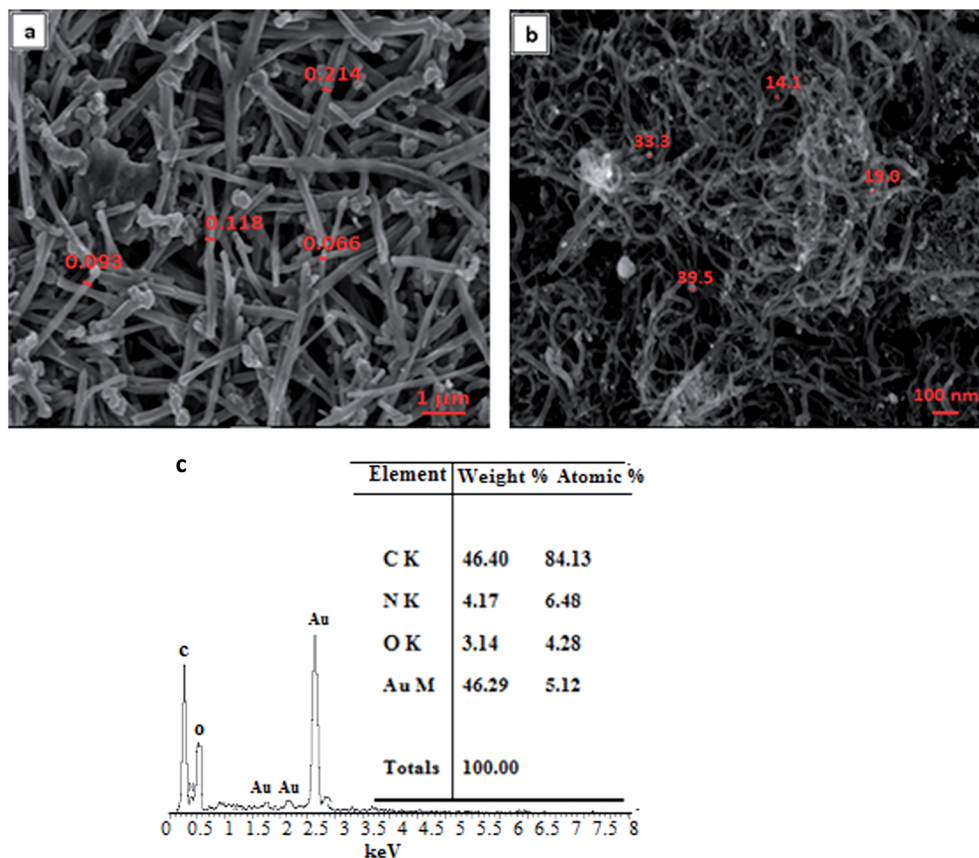 a
0.214
0.118
0.066
0.093
1 µm
b
14.1
33.3
19.0
39.5
100 nm
c
Element Weight % Atomic %
C K 46.40 84.13
N K 4.17 6.48
O K 3.14 4.28
Au M 46.29 5.12
Totals 100.00
Au
C
O
Au Au
0 0.5 1 1.5 2 2.5 3 3.5 4 4.5 5 5.5 6 6.5 7 7.5 8
keV